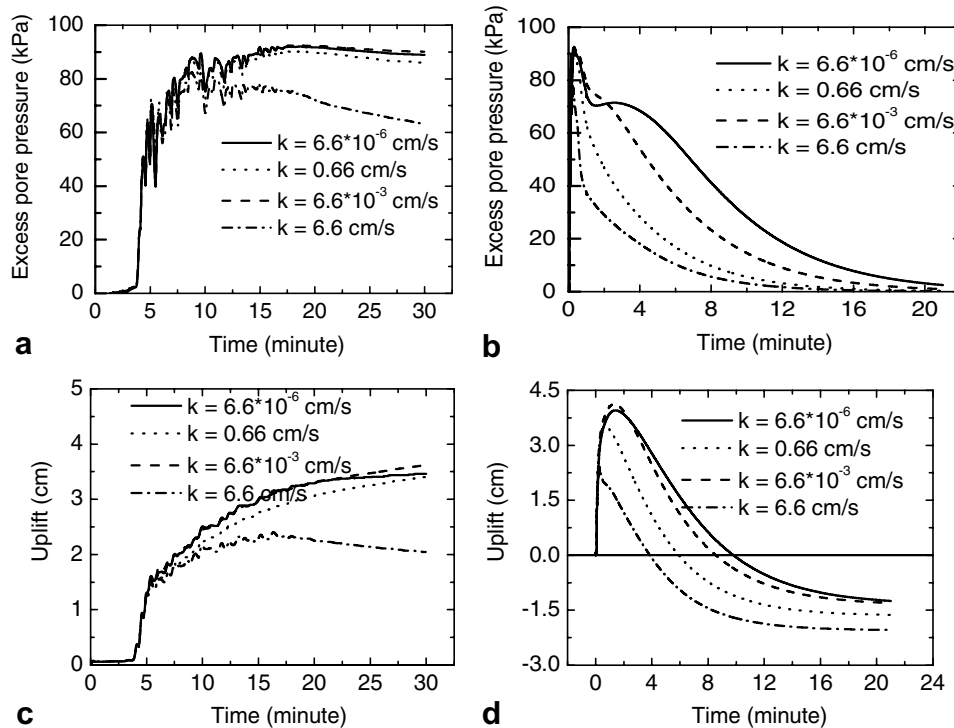 Excess pore pressure (kPa)
100
80
60
40
20
0
k = 6.6*10⁻⁶ cm/s
k = 0.66 cm/s
k = 6.6*10⁻³ cm/s
k = 6.6 cm/s
0 5 10 15 20 25 30
Time (minute)
a
Excess pore pressure (kPa)
100
80
60
40
20
0
k = 6.6*10⁻⁶ cm/s
k = 0.66 cm/s
k = 6.6*10⁻³ cm/s
k = 6.6 cm/s
0 4 8 12 16 20
Time (minute)
b
Uplift (cm)
5
4
3
2
1
0
k = 6.6*10⁻⁶ cm/s
k = 0.66 cm/s
k = 6.6*10⁻³ cm/s
k = 6.6 cm/s
0 5 10 15 20 25 30
Time (minute)
c
Uplift (cm)
4.5
3.0
1.5
0.0
-1.5
-3.0
k = 6.6*10⁻⁶ cm/s
k = 0.66 cm/s
k = 6.6*10⁻³ cm/s
k = 6.6 cm/s
0 4 8 12 16 20 24
Time (minute)
d